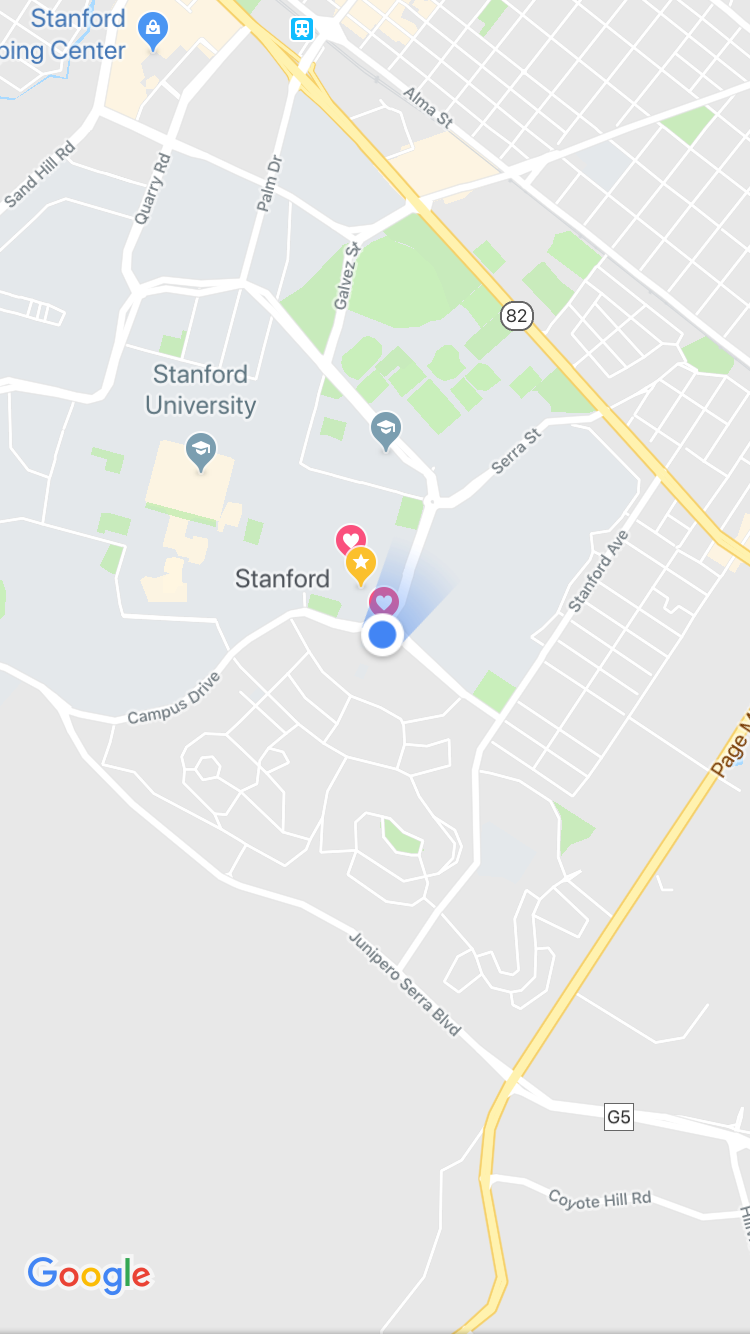 Stanford
ping Center
Alma St
Sand Hill Rd
Quarry Rd
Palm Dr
Galvez St
82
Stanford
University
Serra St
Stanford
Stanford Ave
Campus Drive
Page M
Junipero Serra Blvd
G5
Coyote Hill Rd
Google